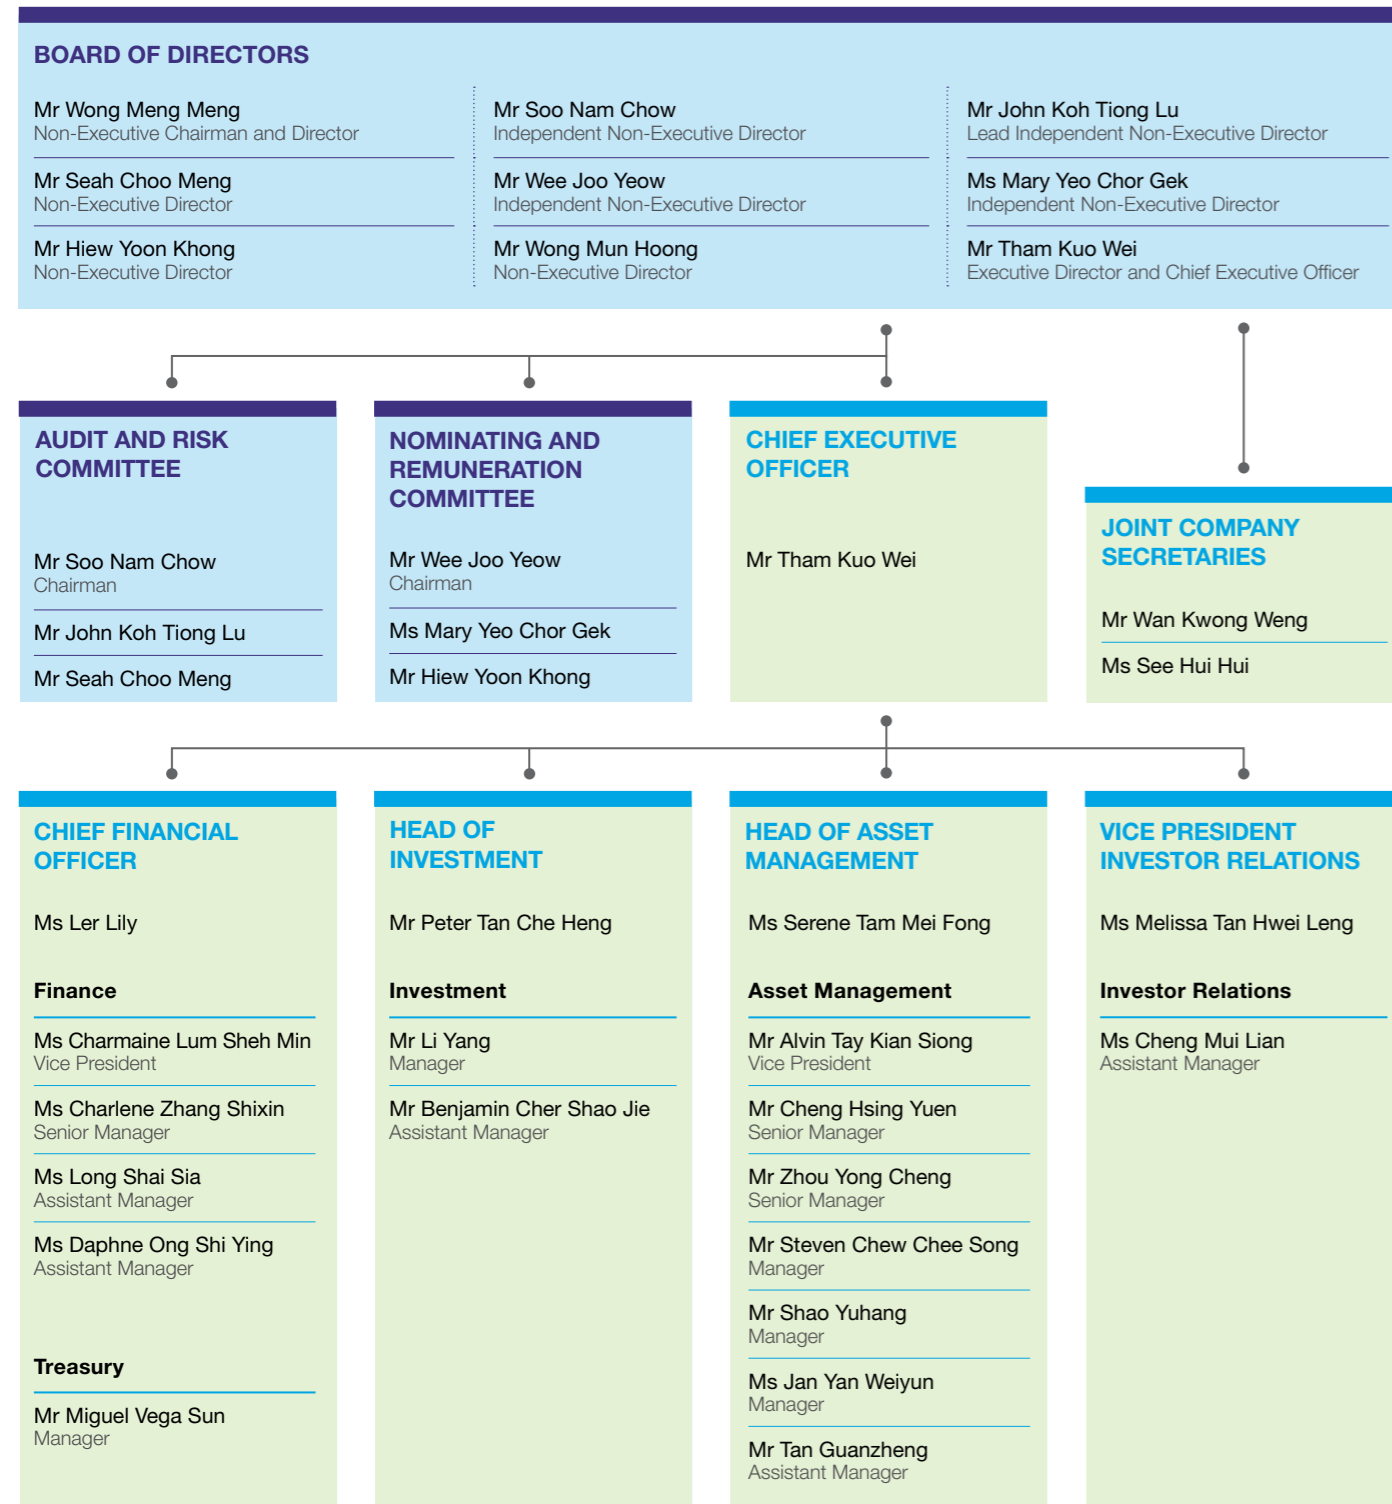 BOARD OF DIRECTORS
Mr Wong Meng Meng
Non-Executive Chairman and Director
Mr Seah Choo Meng
Non-Executive Director
Mr Hiew Yoon Khong
Non-Executive Director
Mr Soo Nam Chow
Independent Non-Executive Director
Mr Wee Joo Yeow
Independent Non-Executive Director
Mr Wong Mun Hoong
Non-Executive Director
Mr John Koh Tiong Lu
Lead Independent Non-Executive Director
Ms Mary Yeo Chor Gek
Independent Non-Executive Director
Mr Tham Kuo Wei
Executive Director and Chief Executive Officer
AUDIT AND RISK
COMMITTEE
Mr Soo Nam Chow
Chairman
Mr John Koh Tiong Lu
Mr Seah Choo Meng
NOMINATING AND
REMUNERATION
COMMITTEE
Mr Wee Joo Yeow
Chairman
Ms Mary Yeo Chor Gek
Mr Hiew Yoon Khong
CHIEF EXECUTIVE
OFFICER
Mr Tham Kuo Wei
JOINT COMPANY
SECRETARIES
Mr Wan Kwong Weng
Ms See Hui Hui
CHIEF FINANCIAL
OFFICER
Ms Ler Lily
Finance
Ms Charmaine Lum Sheh Min
Vice President
Ms Charlene Zhang Shixin
Senior Manager
Ms Long Shai Sia
Assistant Manager
Ms Daphne Ong Shi Ying
Assistant Manager
Treasury
Mr Miguel Vega Sun
Manager
HEAD OF
INVESTMENT
Mr Peter Tan Che Heng
Investment
Mr Li Yang
Manager
Mr Benjamin Cher Shao Jie
Assistant Manager
HEAD OF ASSET
MANAGEMENT
Ms Serene Tam Mei Fong
Asset Management
Mr Alvin Tay Kian Siong
Vice President
Mr Cheng Hsing Yuen
Senior Manager
Mr Zhou Yong Cheng
Senior Manager
Mr Steven Chew Chee Song
Manager
Mr Shao Yuhang
Manager
Ms Jan Yan Weiyun
Manager
Mr Tan Guanzheng
Assistant Manager
VICE PRESIDENT
INVESTOR RELATIONS
Ms Melissa Tan Hwei Leng
Investor Relations
Ms Cheng Mui Lian
Assistant Manager